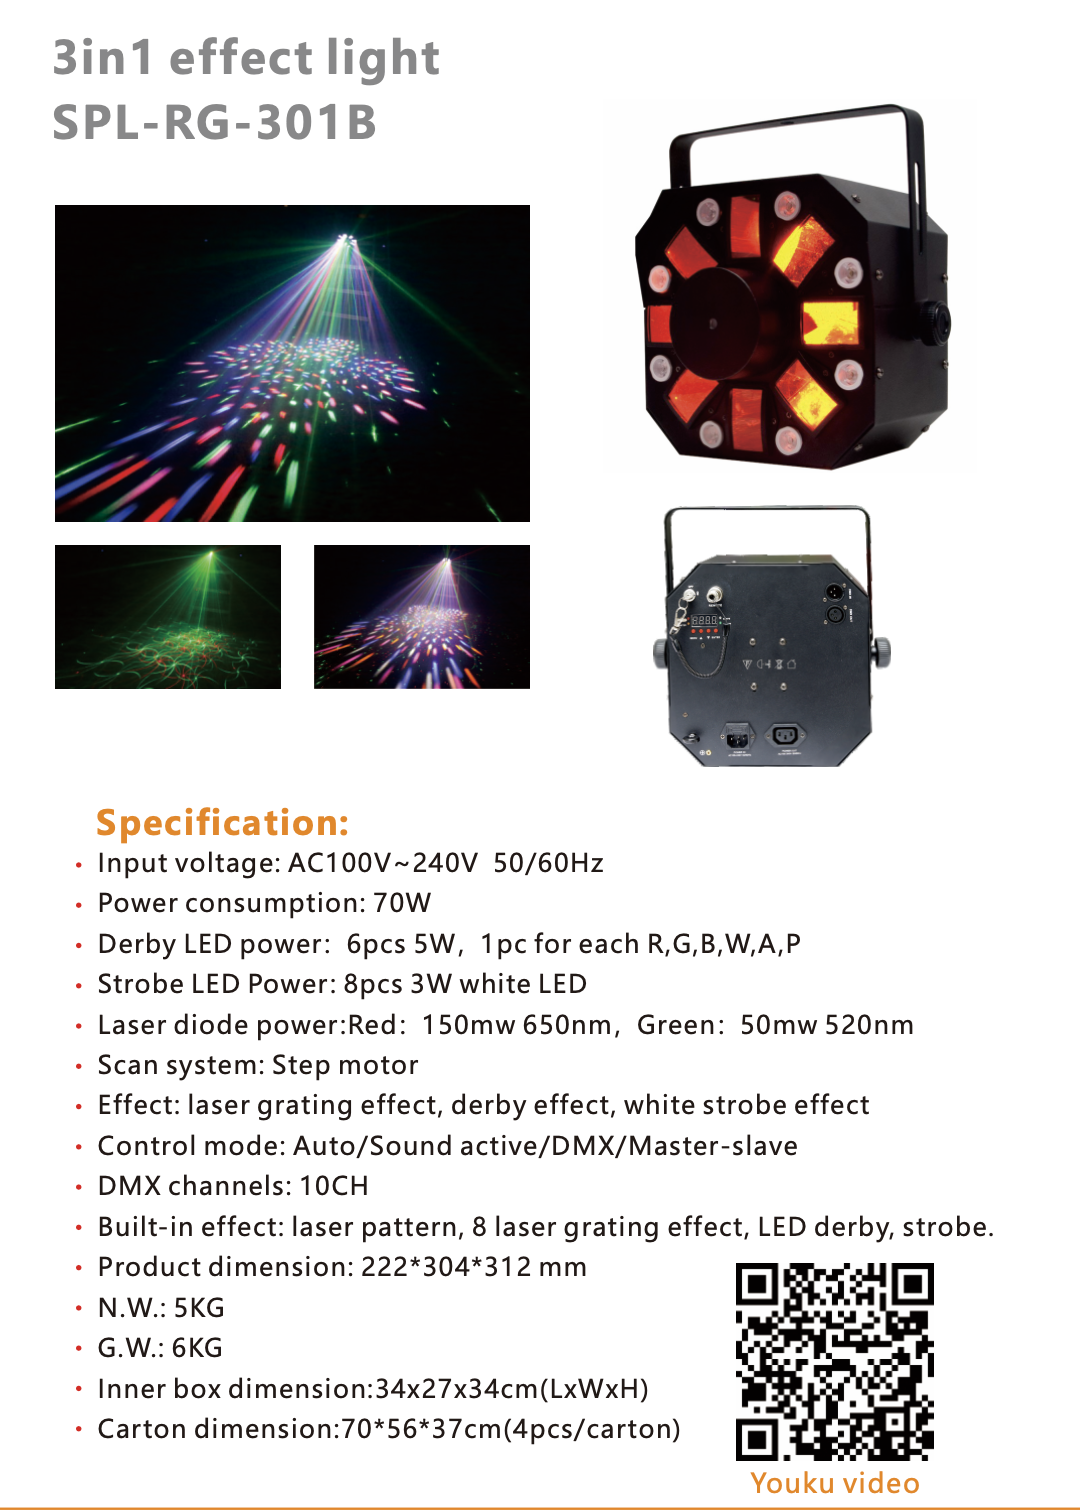 3in1 effect light
SPL-RG-301B
Specification:
· Input voltage: AC100V~240V 50/60Hz
· Power consumption: 70W
· Derby LED power: 6pcs 5W, 1pc for each R,G,B,W,A,P
· Strobe LED Power: 8pcs 3W white LED
· Laser diode power:Red: 150mw 650nm, Green: 50mw 520nm
· Scan system: Step motor
· Effect: laser grating effect, derby effect, white strobe effect
· Control mode: Auto/Sound active/DMX/Master-slave
· DMX channels: 10CH
· Built-in effect: laser pattern, 8 laser grating effect, LED derby, strobe.
· Product dimension: 222*304*312 mm
· N.W.: 5KG
· G.W.: 6KG
· Inner box dimension:34x27x34cm(LxWxH)
· Carton dimension:70*56*37cm(4pcs/carton)
Youku video